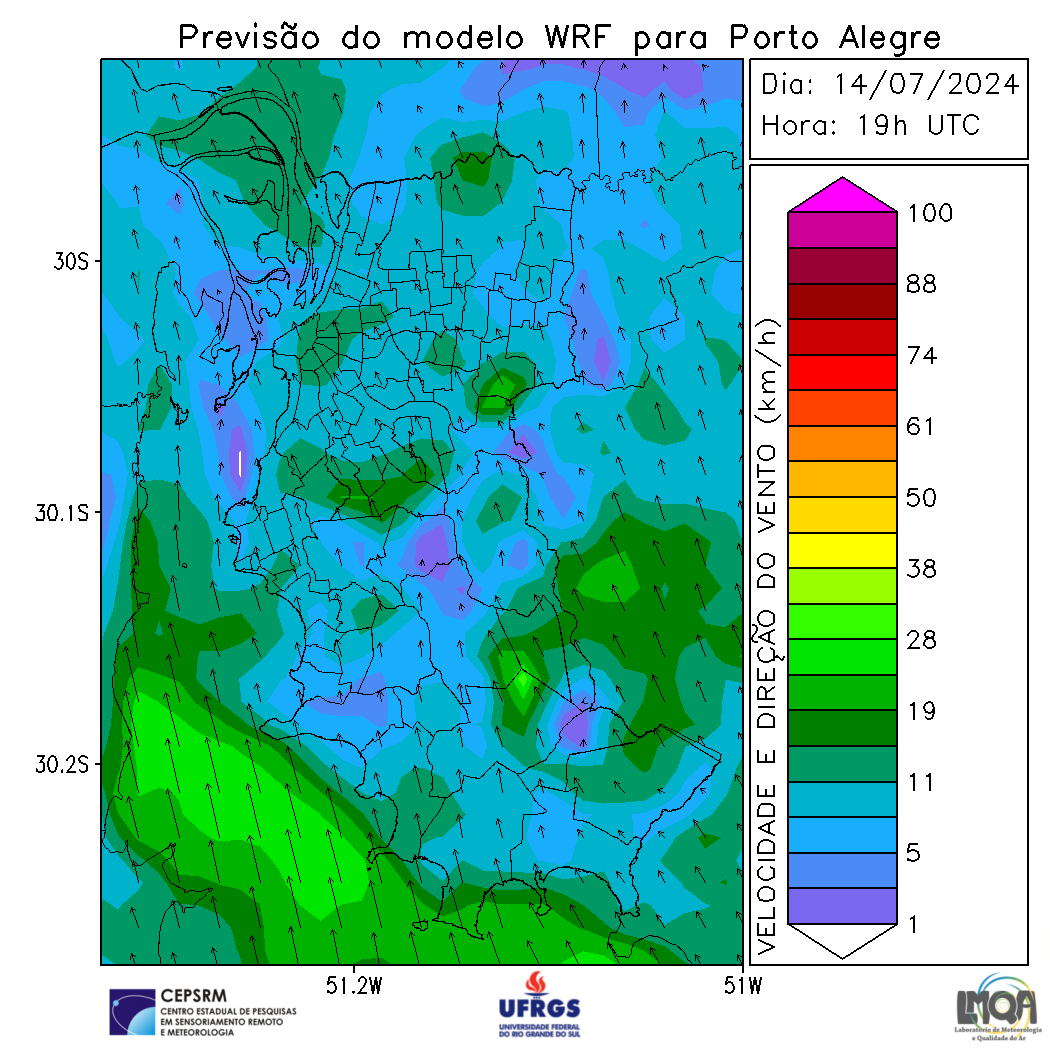 Previsão do modelo WRF para Porto Alegre
Dia: 14/07/2024
Hora: 19h UTC
30S
30.1S
30.2S
51.2W
51W
VELOCIDADE E DIREÇÃO DO VENTO (km/h)
100
88
74
61
50
38
28
19
11
5
1
CEPSRM
CENTRO ESTADUAL DE PESQUISAS
EM SENSORIAMENTO REMOTO
E METEOROLOGIA
UFRGS
UNIVERSIDADE FEDERAL
DO RIO GRANDE DO SUL
LMQA
Laboratório de Meteorologia
e Qualidade do Ar